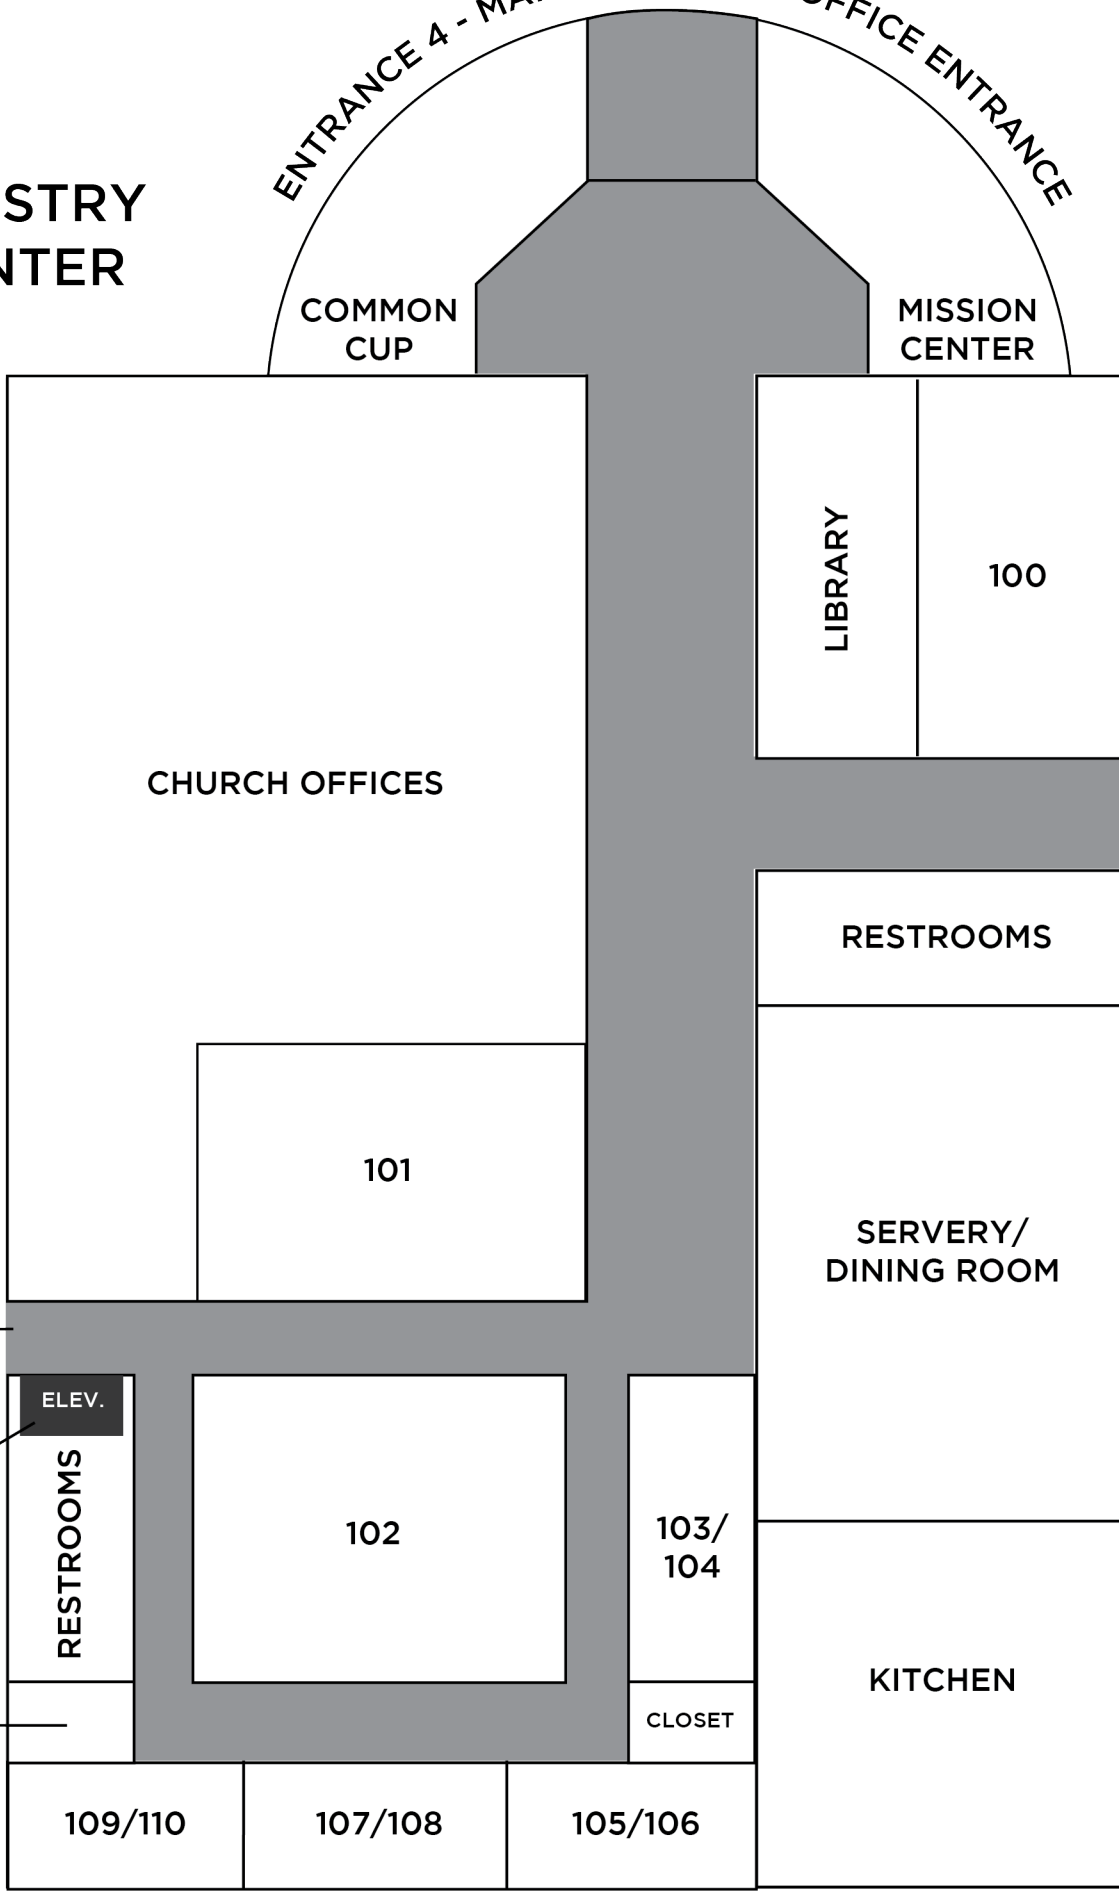 ENTRANCE 4 -
OFFICE ENTRANCE
STRY
NTER
COMMON
CUP
MISSION
CENTER
LIBRARY
100
CHURCH OFFICES
RESTROOMS
101
SERVERY/
DINING ROOM
ELEV.
RESTROOMS
102
103/
104
KITCHEN
CLOSET
109/110
107/108
105/106